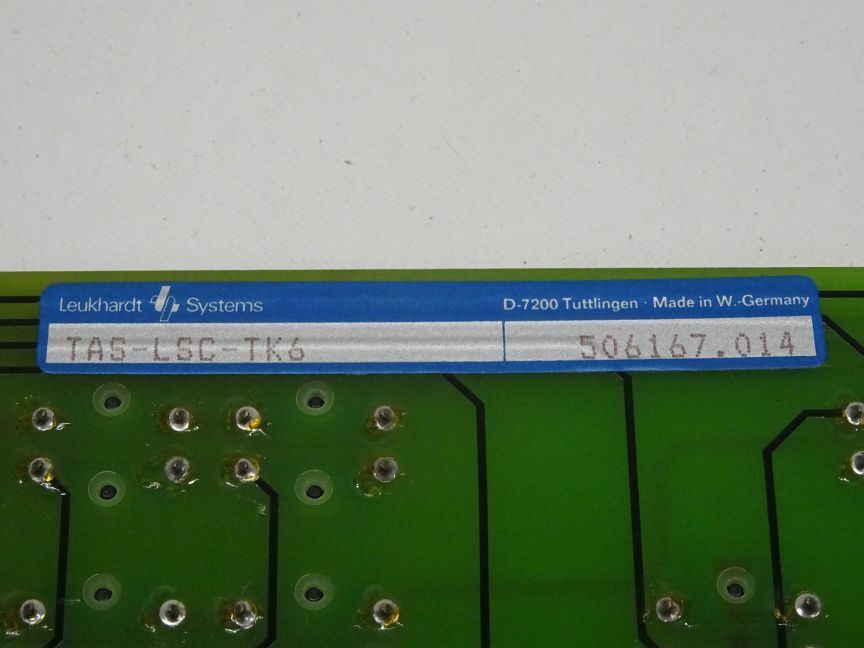 Leukhardt Systems D-7200 Tuttlingen · Made in W.-Germany
TAS-LSC-TK6 506167.014